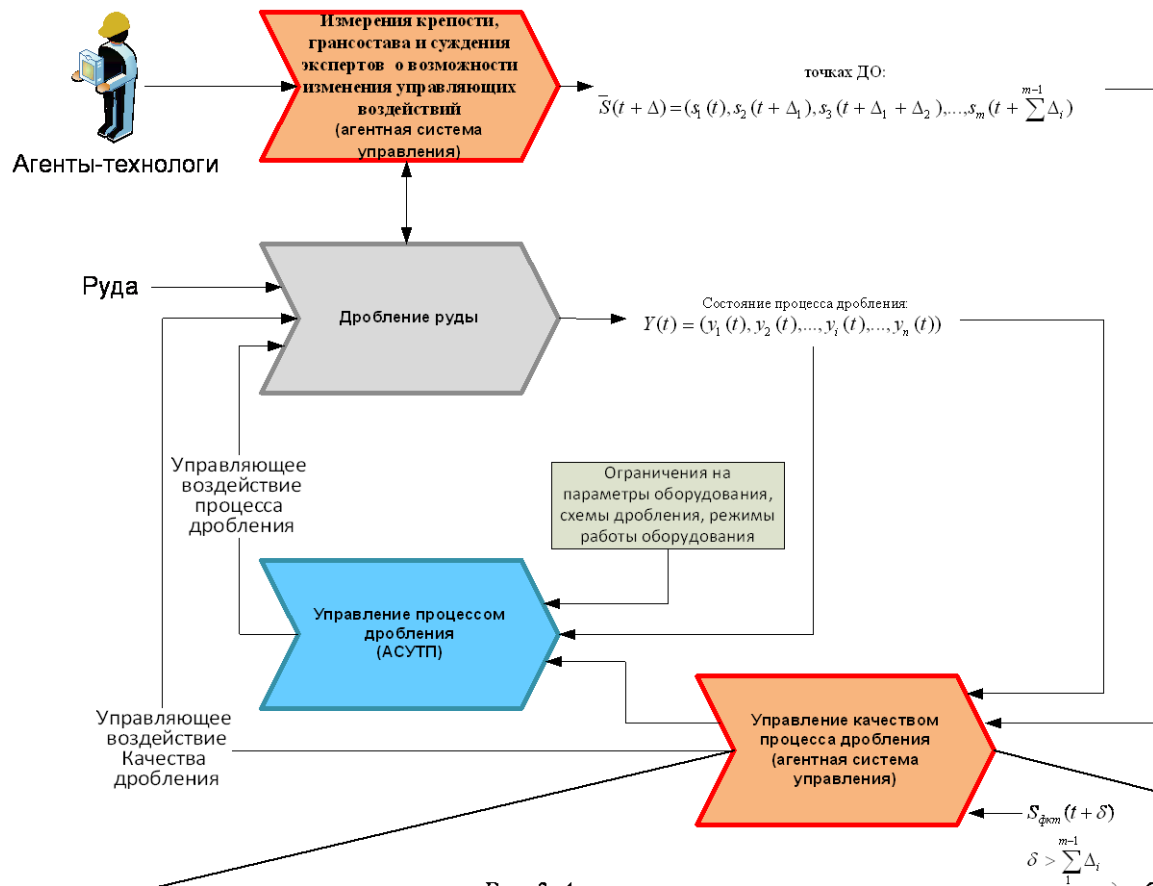 Измерения крепости,
грансостава и суждения
экспертов о возможности
изменения управляющих
воздействий
(агентная система
управления)
Агенты-технологи
точках ДО:
S̅(t + Δ) = (s₁(t), s₂(t + Δ₁), s₃(t + Δ₁ + Δ₂),..., sₘ(t + ∑₁^{m-1} Δᵢ)
Руда
Дробление руды
Состояние процесса дробления:
Y(t) = (y₁(t), y₂(t),..., yᵢ(t),..., yₙ(t))
Управляющее
воздействие
процесса
дробления
Ограничения на
параметры оборудования,
схемы дробления, режимы
работы оборудования
Управление процессом
дробления
(АСУТП)
Управляющее
воздействие
Качества
дробления
Управление качеством
процесса дробления
(агентная система
управления)
S_{фкт}(t + δ)
δ > ∑₁^{m-1} Δᵢ